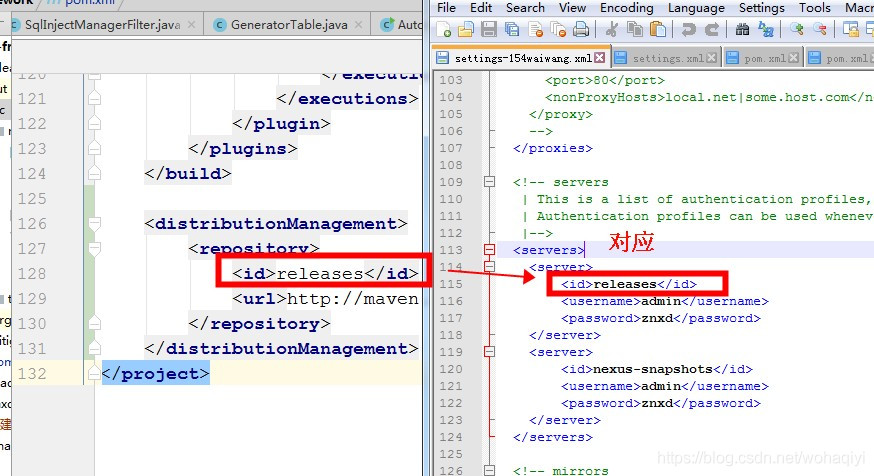 ework
pom.xml
SqlInjectManagerFilter.java
GeneratorTable.java
Auto
120
</executio
121
</executions>
122
</plugin>
123
</plugins>
124
</build>
125
126
<distributionManagement>
127
<repository>
128
<id>releases</id>
129
<url>http://maven
130
</repository>
131
</distributionManagement>
132
</project>
File Edit Search View Encoding Language Settings Tools Macro
settings-154waiwang.xml
settings.xml
pom.xml
pom.xml
103 <port>80</port>
104 <nonProxyHosts>local.net|some.host.com</n
105 </proxy>
106 -->
107 </proxies>
108
109 <!-- servers
110 | This is a list of authentication profiles,
111 | Authentication profiles can be used wheneve
112 |-->
113 <servers>
对应
114 <server>
115 <id>releases</id>
116 <username>admin</username>
117 <password>znxd</password>
118 </server>
119 <server>
120 <id>nexus-snapshots</id>
121 <username>admin</username>
122 <password>znxd</password>
123 </server>
124 </servers>
125
126 <!-- mirrors
https://blog.csdn.net/wohaqiyi